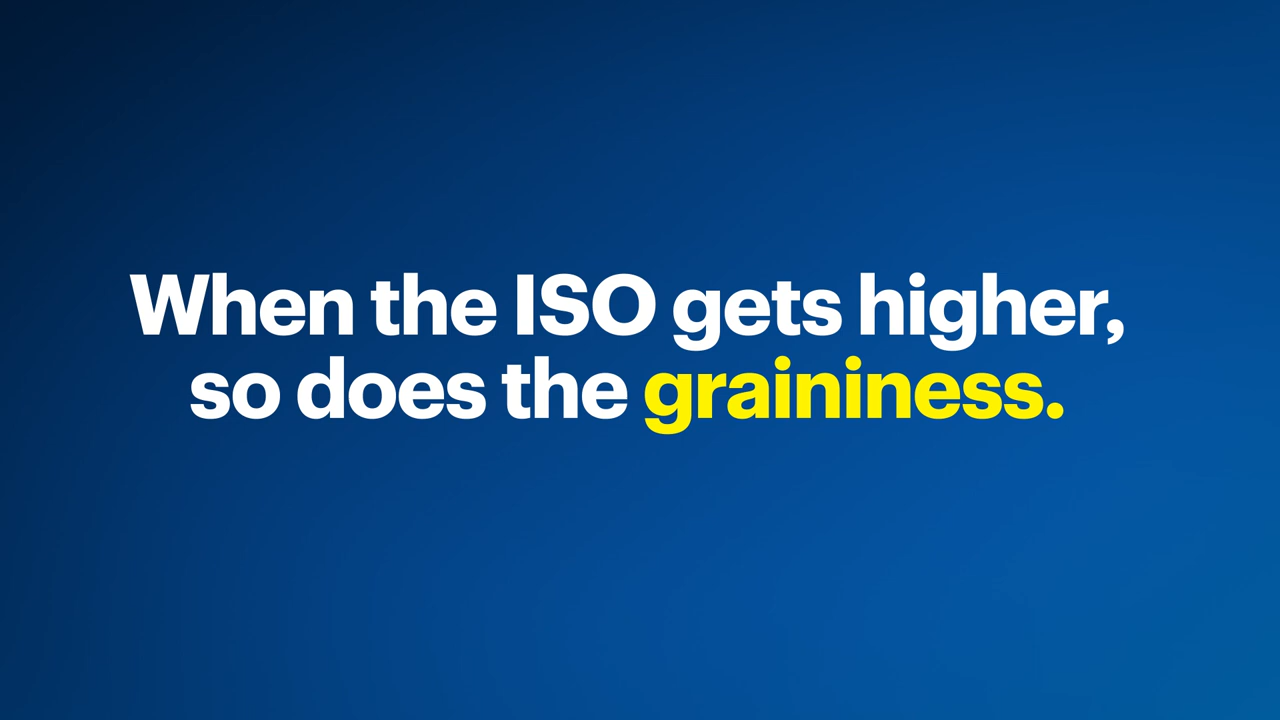 When the ISO gets higher,
so does the graininess.